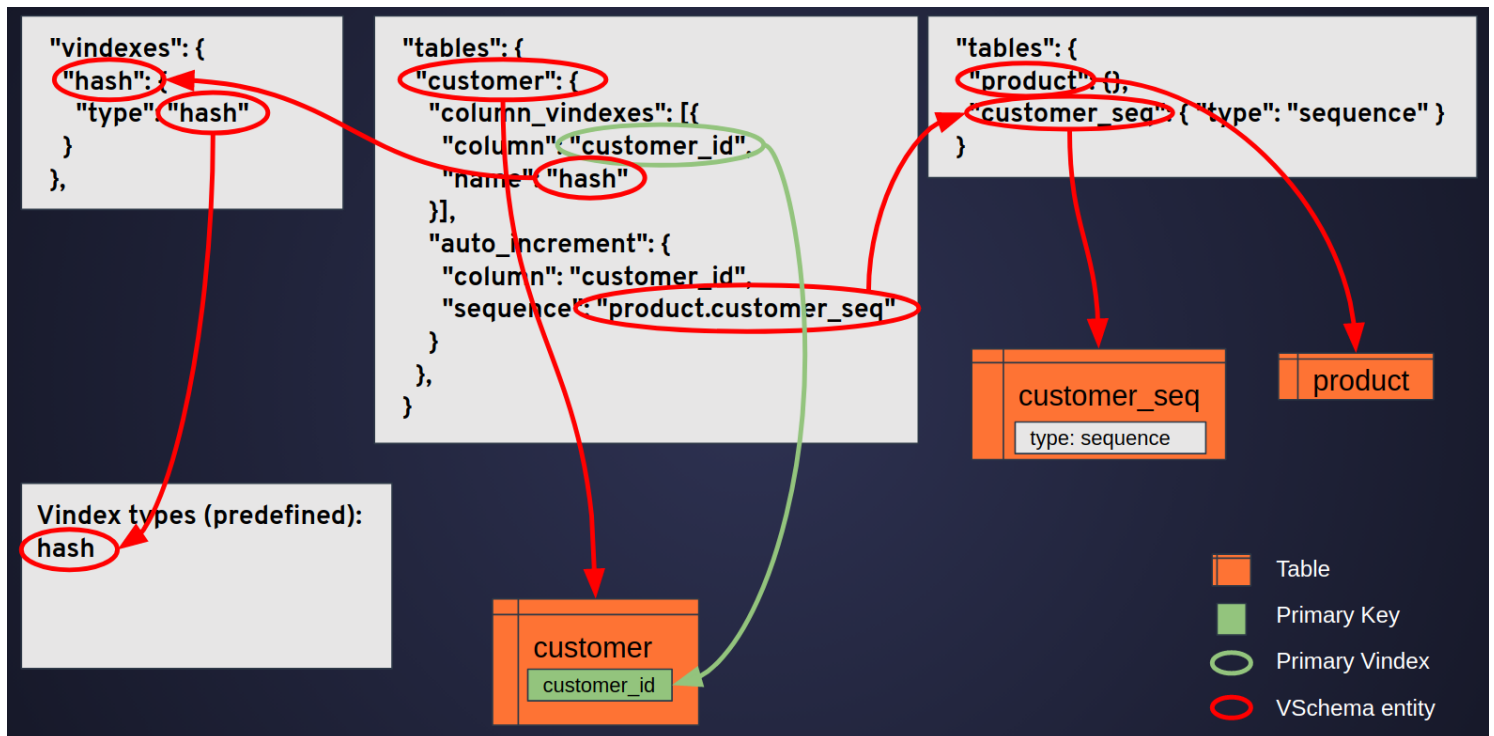 "vindexes": {
"hash": {
"type": "hash"
}
},
"tables": {
"customer": {
"column_vindexes": [{
"column": "customer_id",
"name": "hash"
}],
"auto_increment": {
"column": "customer_id",
"sequence": "product.customer_seq"
}
},
}
"tables": {
"product": {},
"customer_seq": { "type": "sequence" }
}
customer_seq
type: sequence
product
Vindex types (predefined):
hash
customer
customer_id
Table
Primary Key
Primary Vindex
VSchema entity